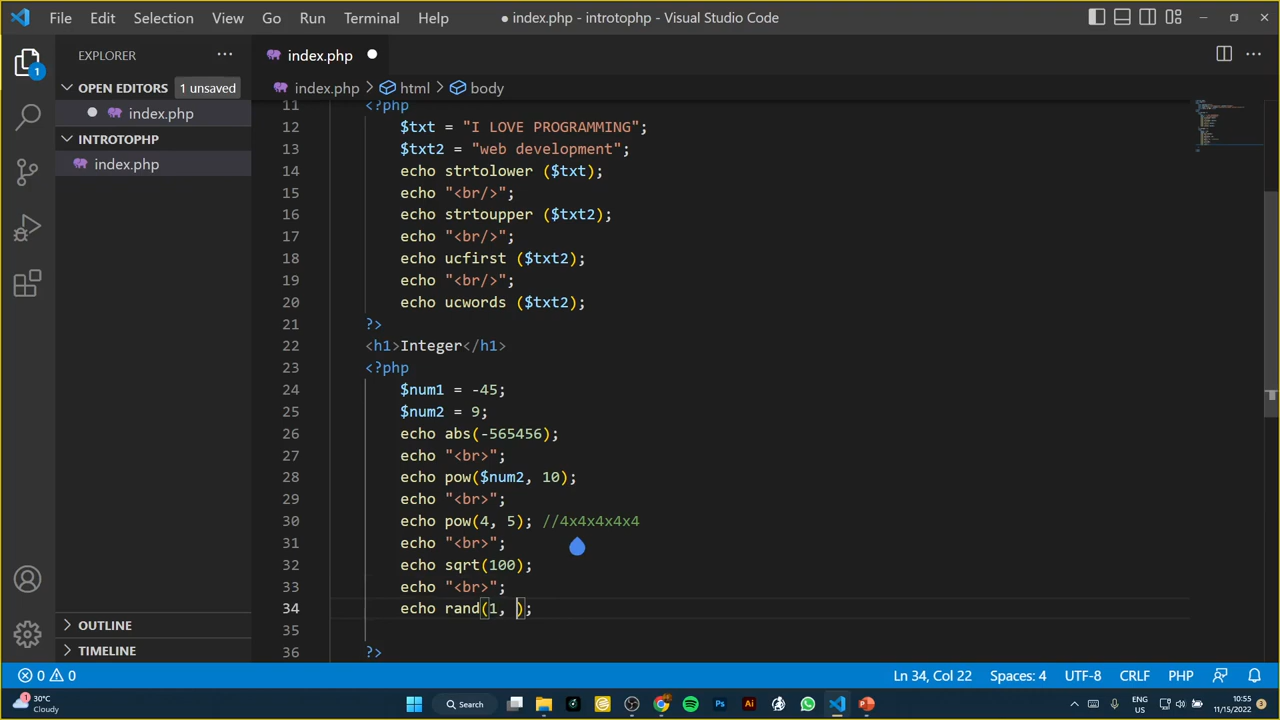 File Edit Selection View Go Run Terminal Help
index.php - introtophp - Visual Studio Code
EXPLORER
index.php
OPEN EDITORS 1 unsaved
index.php > html > body
index.php
INTROTOPHP
index.php
11 <?php
12 $txt = "I LOVE PROGRAMMING";
13 $txt2 = "web development";
14 echo strtolower ($txt);
15 echo "<br/>";
16 echo strtoupper ($txt2);
17 echo "<br/>";
18 echo ucfirst ($txt2);
19 echo "<br/>";
20 echo ucwords ($txt2);
21 ?>
22 <h1>Integer</h1>
23 <?php
24 $num1 = -45;
25 $num2 = 9;
26 echo abs(-565456);
27 echo "<br>";
28 echo pow($num2, 10);
29 echo "<br>";
30 echo pow(4, 5); //4x4x4x4x4
31 echo "<br>";
32 echo sqrt(100);
33 echo "<br>";
34 echo rand(1, );
35
36 ?>
1
OUTLINE
TIMELINE
0 0
Ln 34, Col 22 Spaces: 4 UTF-8 CRLF PHP
1
30°C
Cloudy
Search
ENG
US
10:55
11/15/2022
3